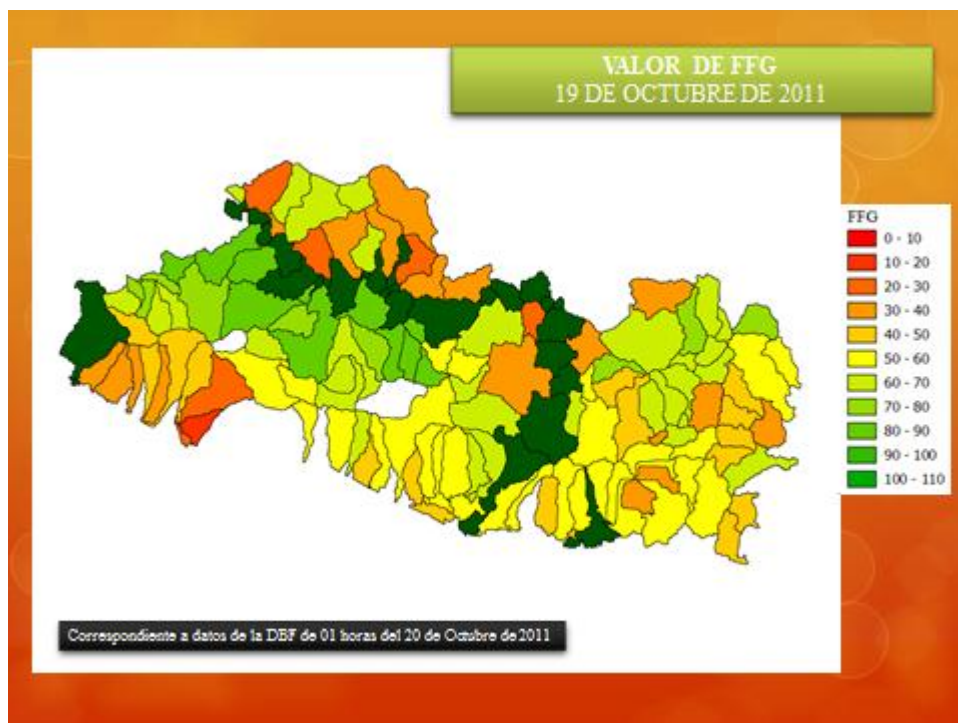 VALOR DE FFG
19 DE OCTUBRE DE 2011
FFG
0 - 10
10 - 20
20 - 30
30 - 40
40 - 50
50 - 60
60 - 70
70 - 80
80 - 90
90 - 100
100 - 110
Correspondiente a datos de la DBF de 01 horas del 20 de Octubre de 2011